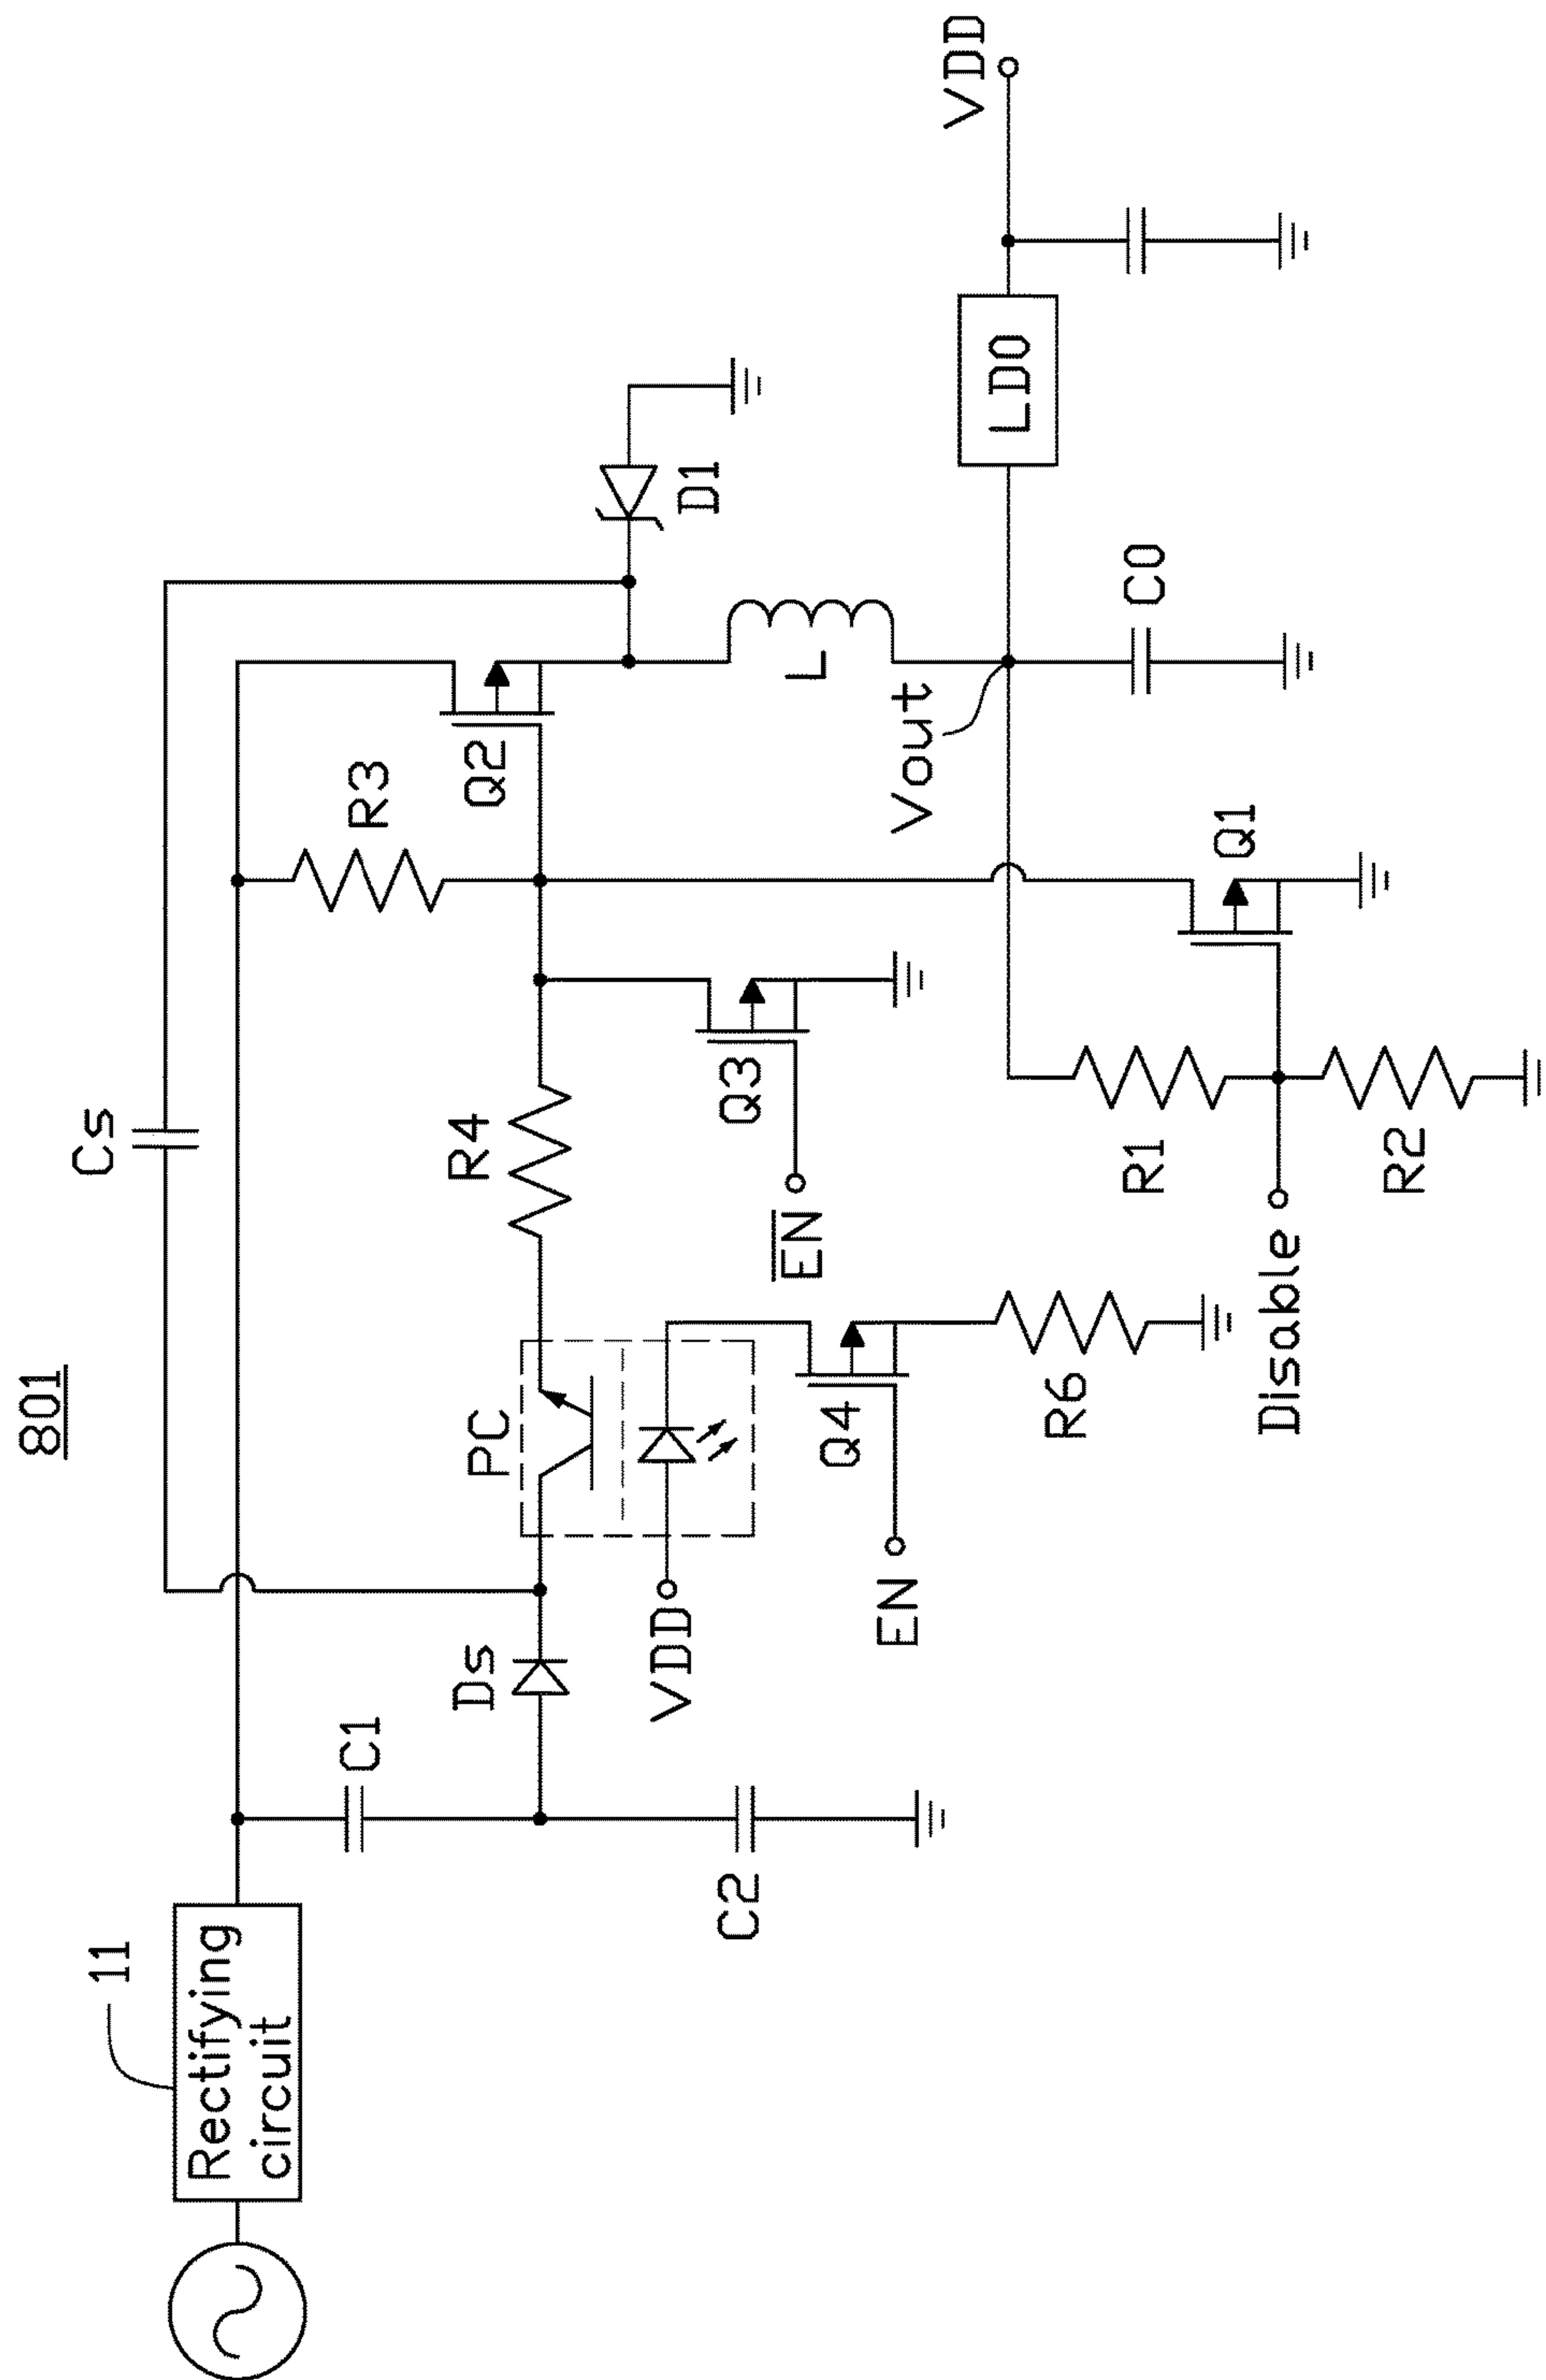 801
11
Rectifying
circuit
Cs
C1
C2
Ds
PC
R4
R3
Q2
D1
VDD
EN
Q4
R6
Q3
E̅N̅
L
Vout
C0
LDO
VDD
Disable
R1
R2
Q1